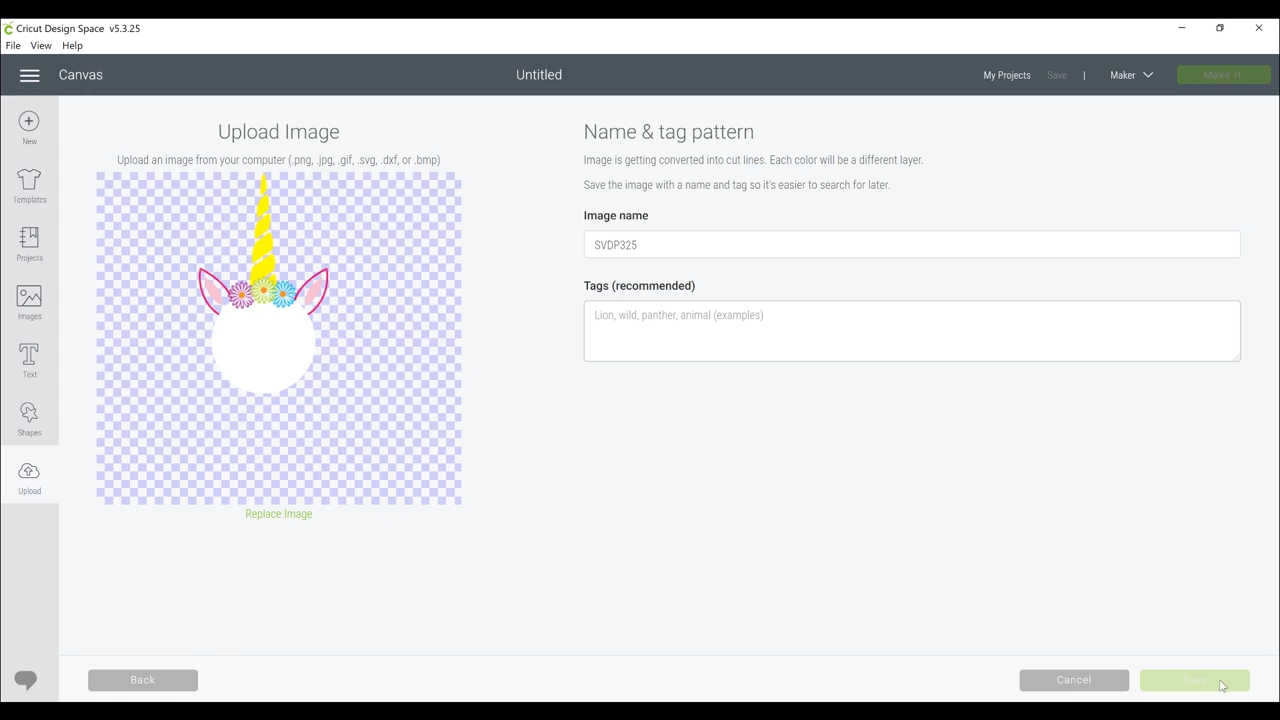 Cricut Design Space v5.3.25
File View Help
Canvas
Untitled
My Projects Save | Maker Make It
New
Templates
Projects
Images
Text
Shapes
Upload
Upload Image
Upload an image from your computer (.png, .jpg, .gif, .svg, .dxf, or .bmp)
Replace Image
Name & tag pattern
Image is getting converted into cut lines. Each color will be a different layer.
Save the image with a name and tag so it's easier to search for later.
Image name
SVDP325
Tags (recommended)
Lion, wild, panther, animal (examples)
Back
Cancel
Save